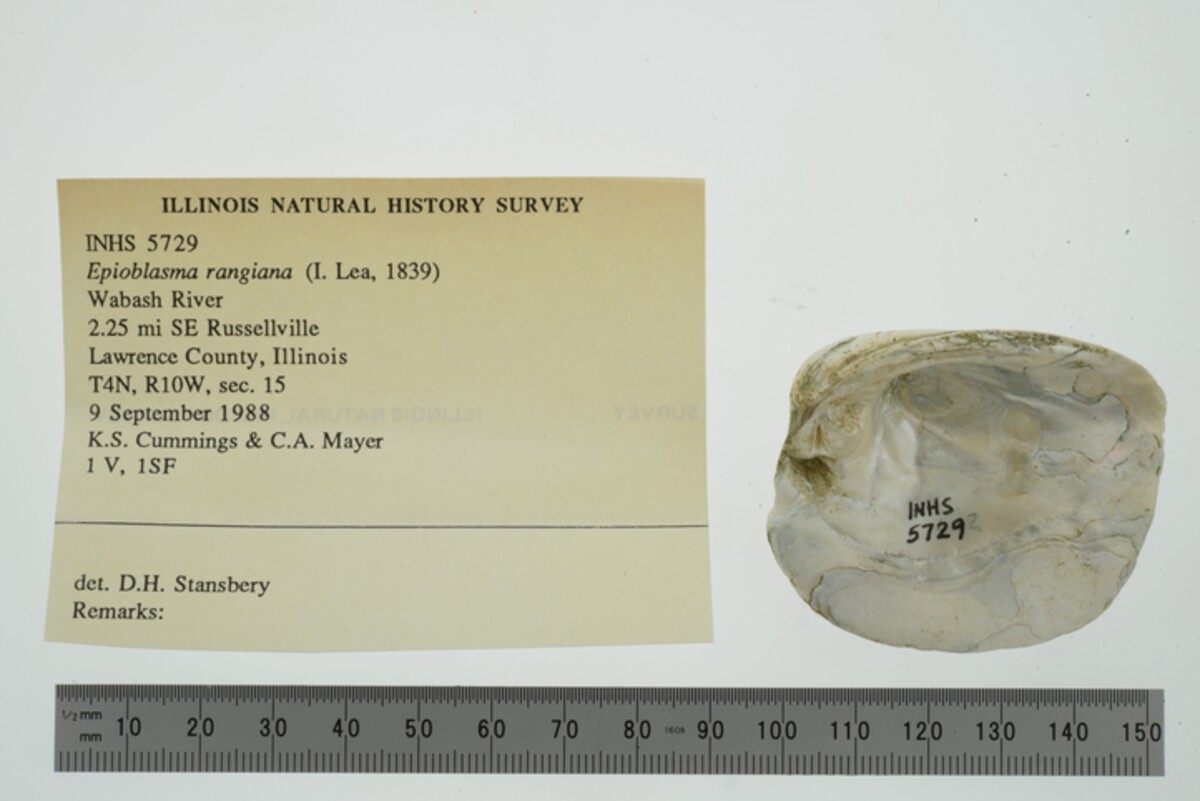 ILLINOIS NATURAL HISTORY SURVEY
INHS 5729
Epioblasma rangiana (I. Lea, 1839)
Wabash River
2.25 mi SE Russellville
Lawrence County, Illinois
T4N, R10W, sec. 15
9 September 1988
K.S. Cummings & C.A. Mayer
1 V, 1SF
det. D.H. Stansbery
Remarks:
INHS
5729
1/2 mm
mm 10 20 30 40 50 60 70 80 1608 90 100 110 120 130 140 150